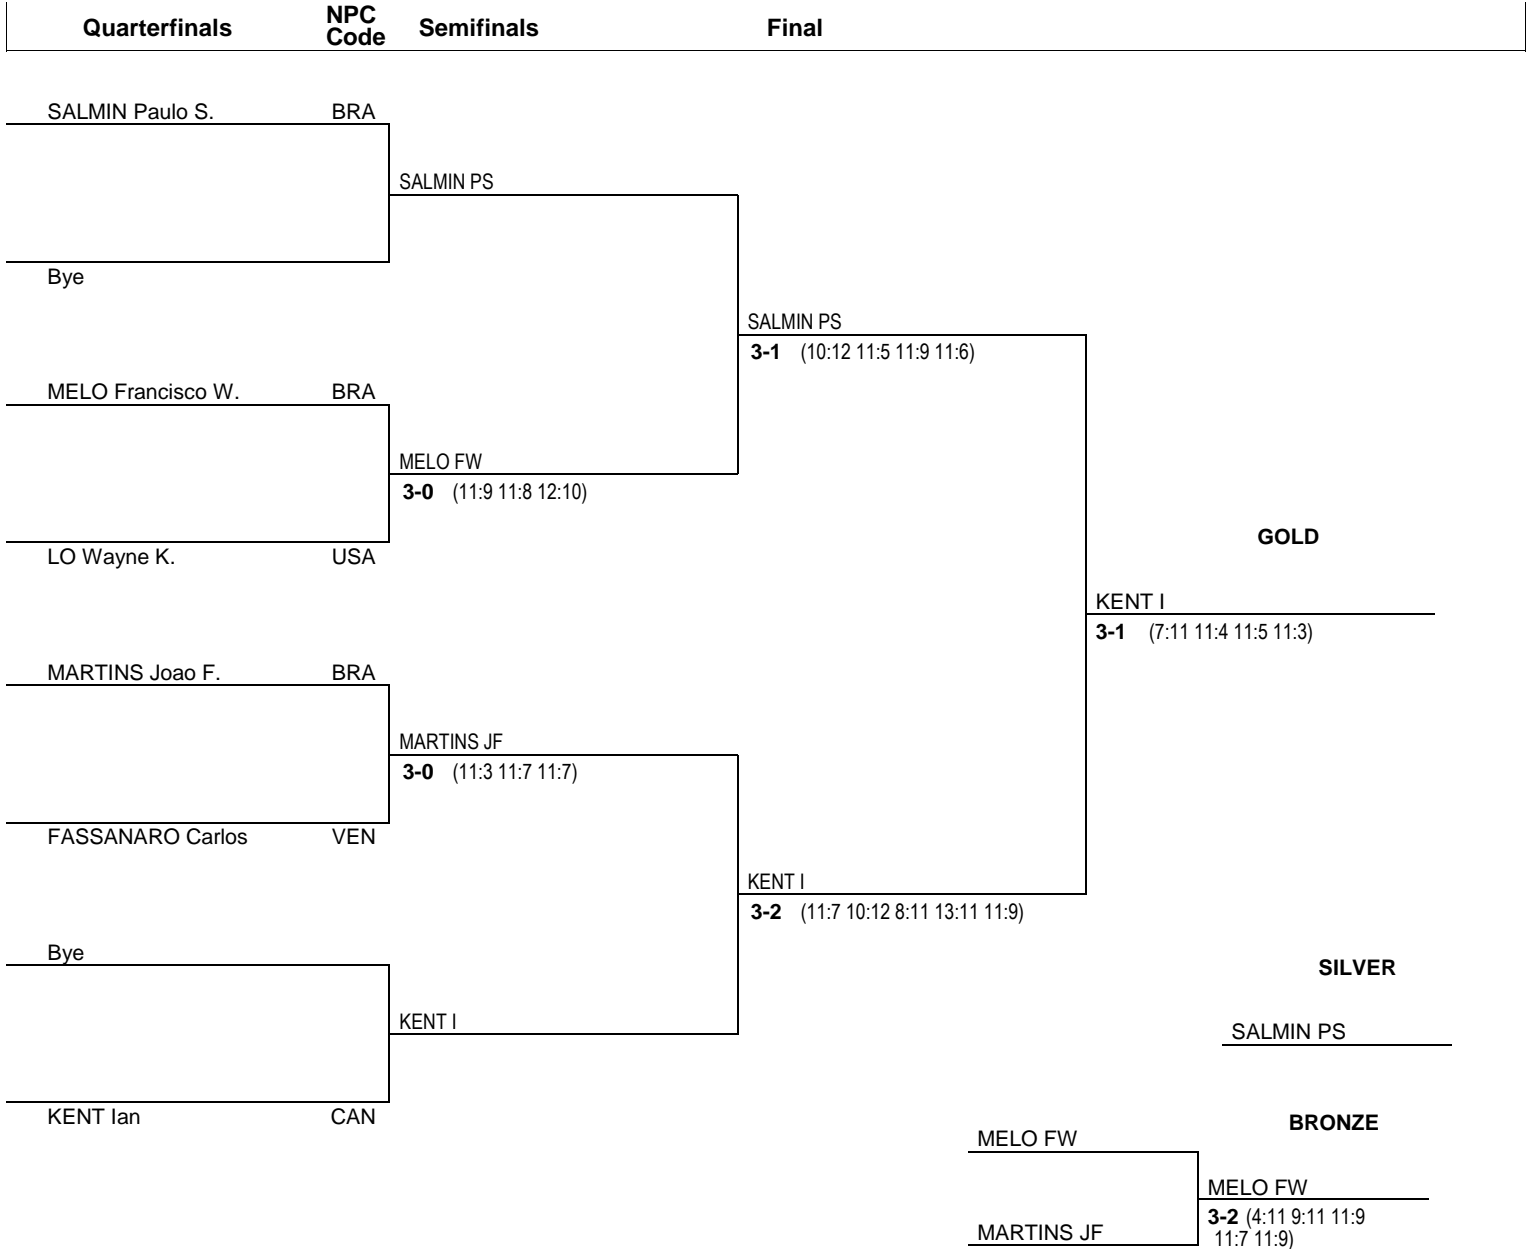 Quarterfinals NPC Code Semifinals Final
SALMIN Paulo S. BRA
SALMIN PS
Bye
SALMIN PS
3-1 (10:12 11:5 11:9 11:6)
MELO Francisco W. BRA
MELO FW
3-0 (11:9 11:8 12:10)
GOLD
LO Wayne K. USA
KENT I
3-1 (7:11 11:4 11:5 11:3)
MARTINS Joao F. BRA
MARTINS JF
3-0 (11:3 11:7 11:7)
FASSANARO Carlos VEN
KENT I
3-2 (11:7 10:12 8:11 13:11 11:9)
Bye
SILVER
KENT I
SALMIN PS
KENT Ian CAN
BRONZE
MELO FW
MELO FW
3-2 (4:11 9:11 11:9
11:7 11:9)
MARTINS JF